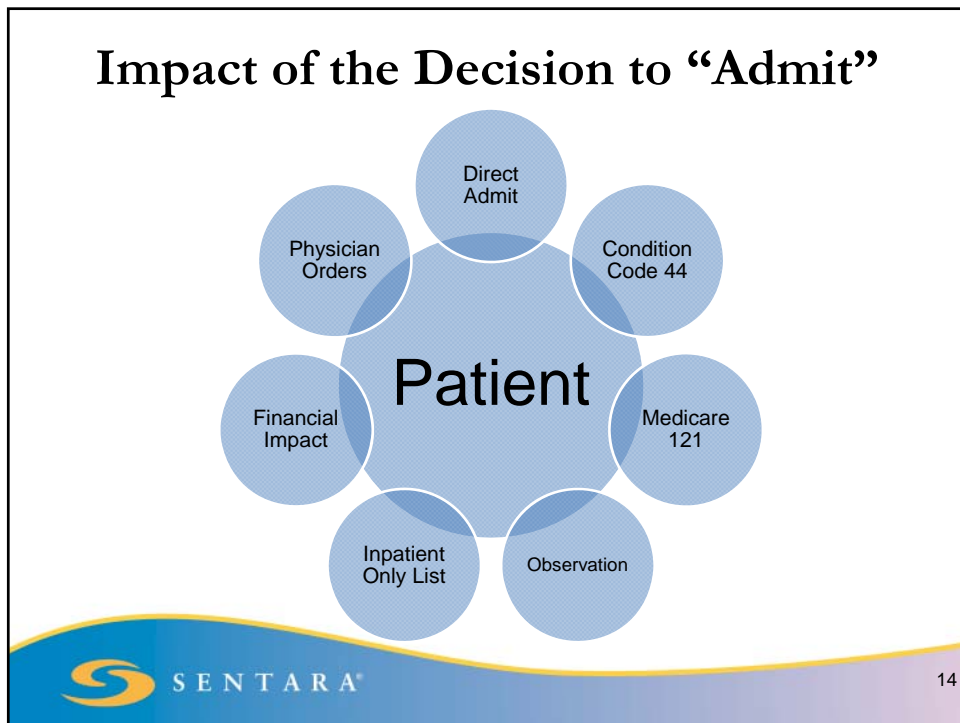 Impact of the Decision to “Admit”
Direct
Admit
Condition
Code 44
Medicare
121
Observation
Inpatient
Only List
Financial
Impact
Physician
Orders
Patient
SENTARA®
14